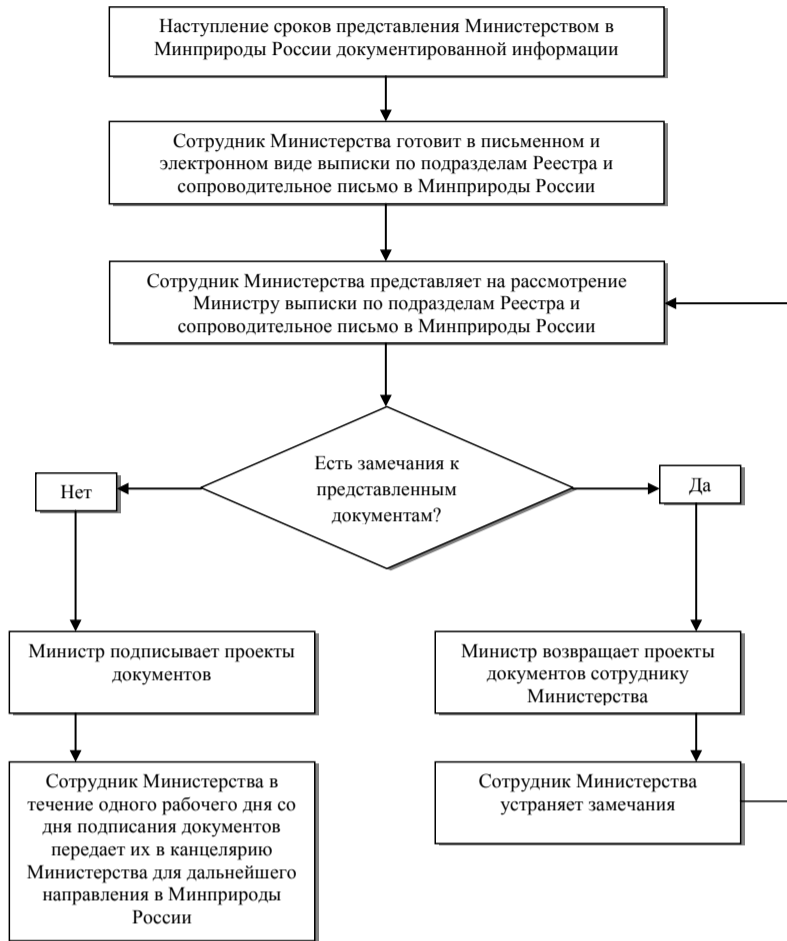 Наступление сроков представления Министерством в
Минприроды России документированной информации
Сотрудник Министерства готовит в письменном и
электронном виде выписки по подразделам Реестра и
сопроводительное письмо в Минприроды России
Сотрудник Министерства представляет на рассмотрение
Министру выписки по подразделам Реестра и
сопроводительное письмо в Минприроды России
Есть замечания к
представленным
документам?
Нет
Да
Министр подписывает проекты
документов
Министр возвращает проекты
документов сотруднику
Министерства
Сотрудник Министерства в
течение одного рабочего дня со
дня подписания документов
передает их в канцелярию
Министерства для дальнейшего
направления в Минприроды
России
Сотрудник Министерства
устраняет замечания